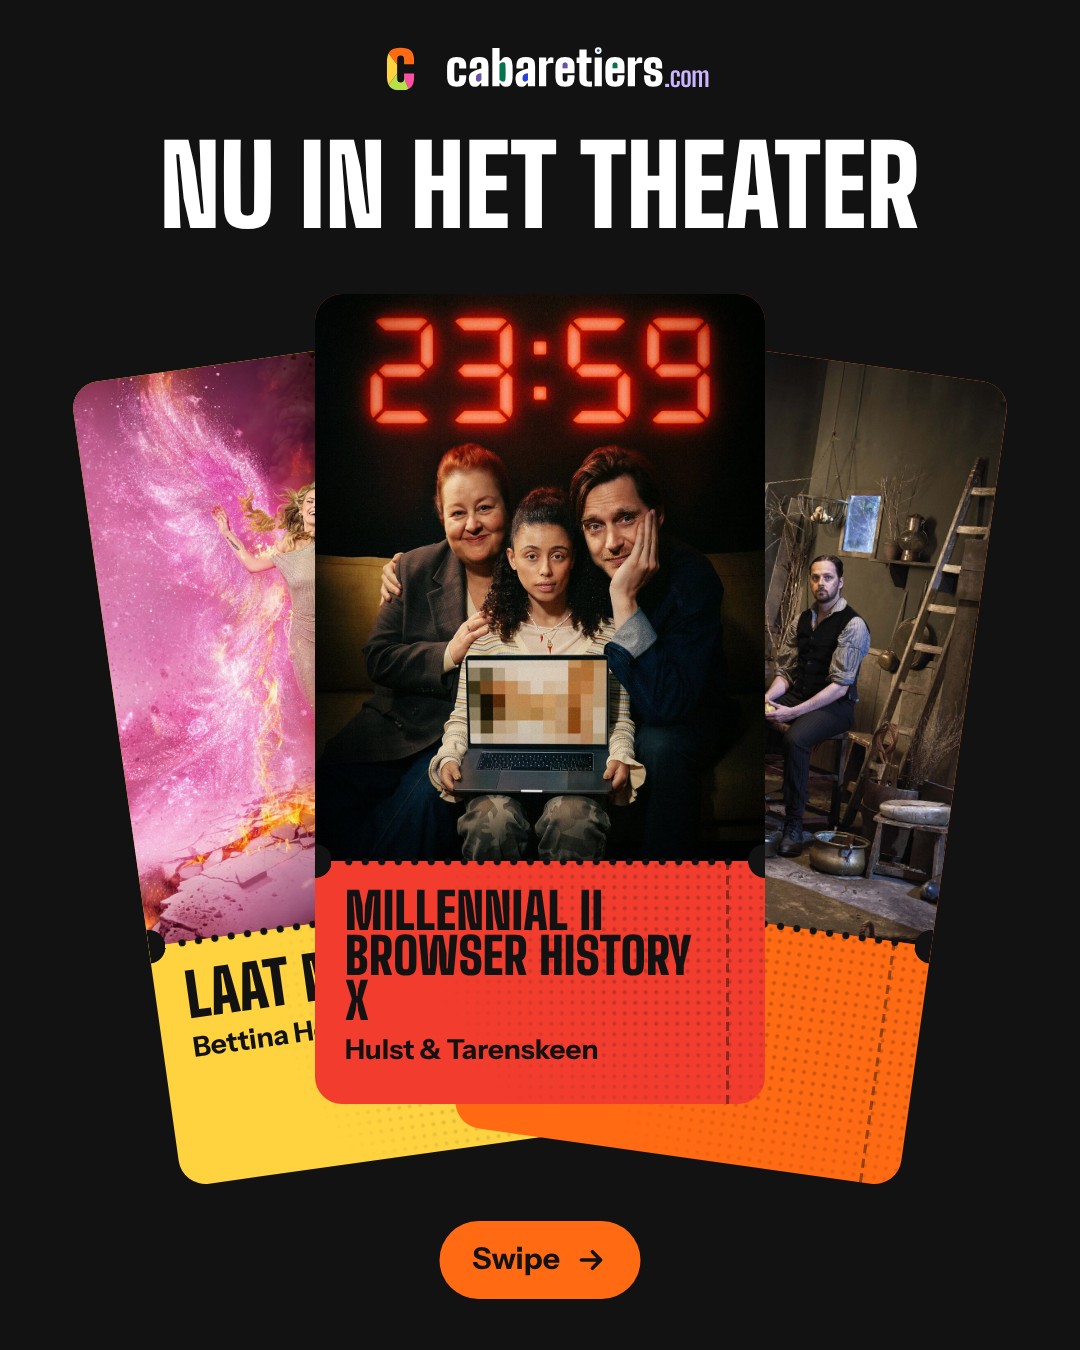 cabaretiers.com
NU IN HET THEATER
23:59
MILLENNIAL II
BROWSER HISTORY
X
Hulst & Tarenskeen
LAAT
Bettina
Swipe →